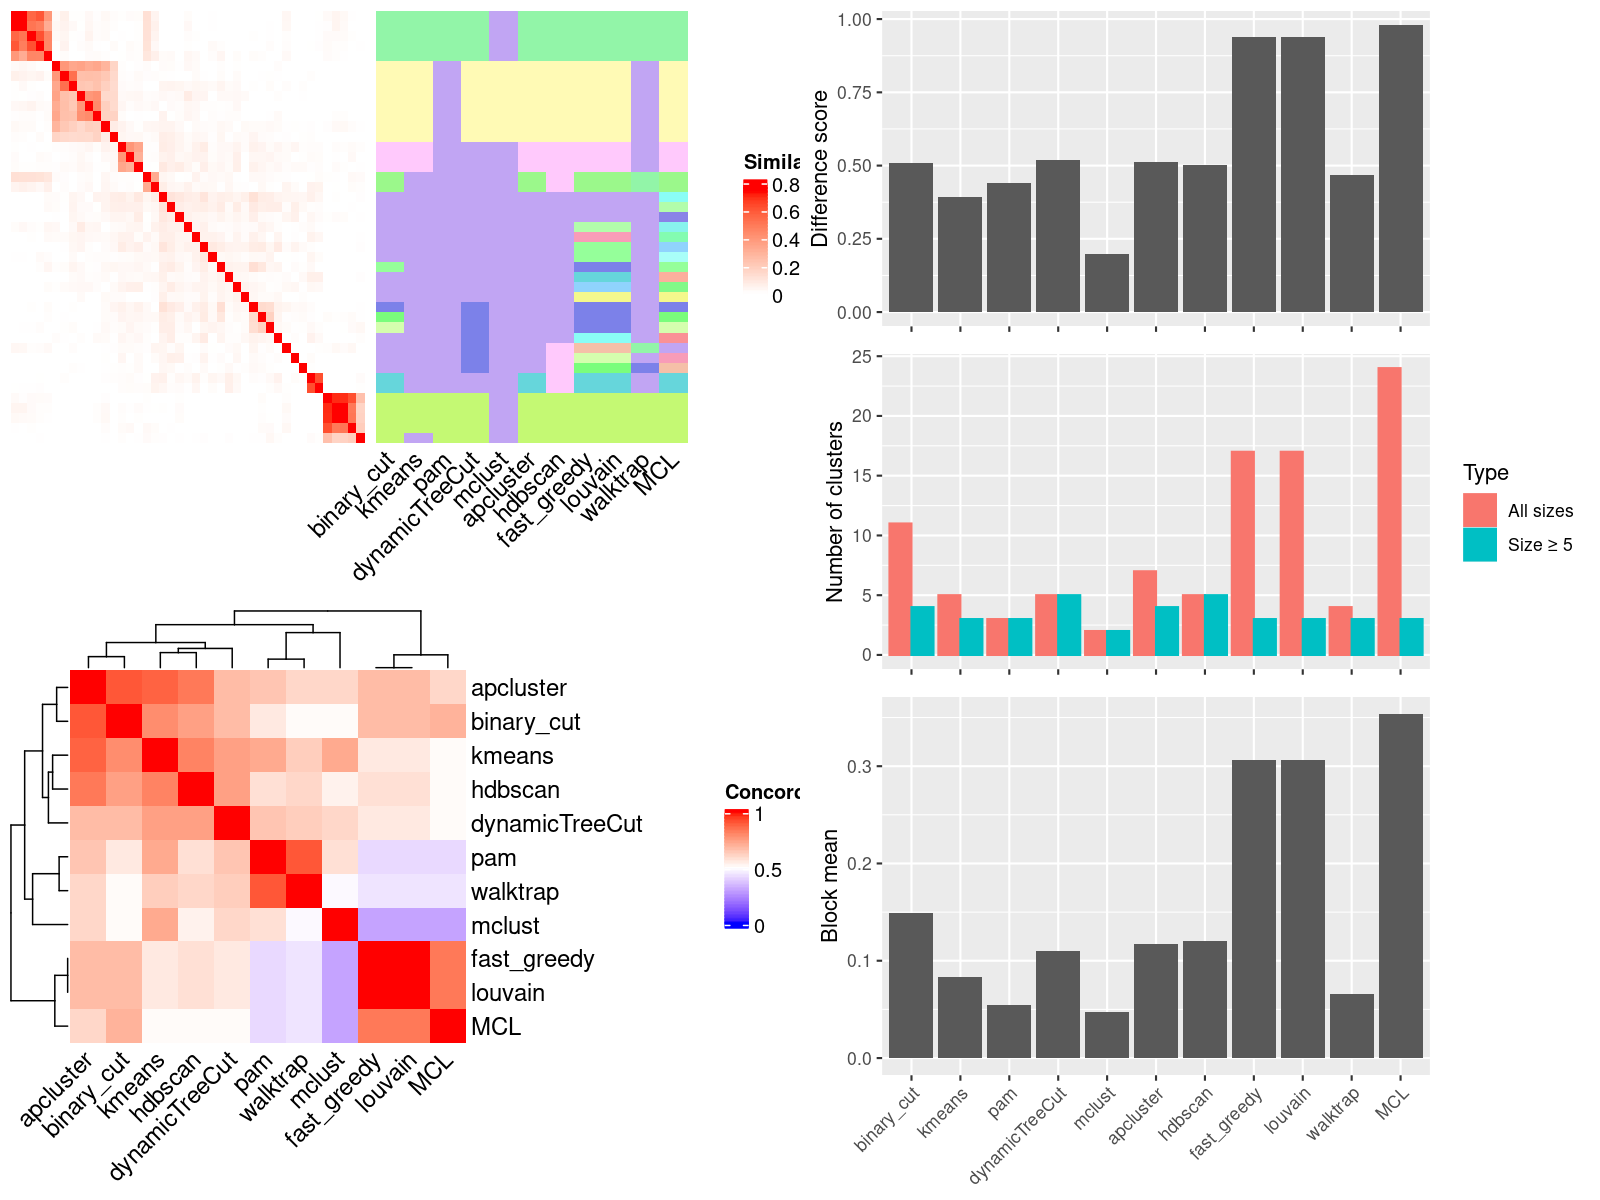 Simila
0.8
0.6
0.4
0.2
0
binary_cut
kmeans
pam
dynamicTreeCut
mclust
apcluster
hdbscan
fast_greedy
louvain
walktrap
MCL
apcluster
binary_cut
kmeans
hdbscan
dynamicTreeCut
pam
walktrap
mclust
fast_greedy
louvain
MCL
Concord
1
0.5
0
apcluster
binary_cut
kmeans
hdbscan
dynamicTreeCut
pam
walktrap
mclust
fast_greedy
louvain
MCL
Difference score
1.00
0.75
0.50
0.25
0.00
Number of clusters
25
20
15
10
5
0
Type
All sizes
Size ≥ 5
Block mean
0.3
0.2
0.1
0.0
binary_cut
kmeans
pam
dynamicTreeCut
mclust
apcluster
hdbscan
fast_greedy
louvain
walktrap
MCL